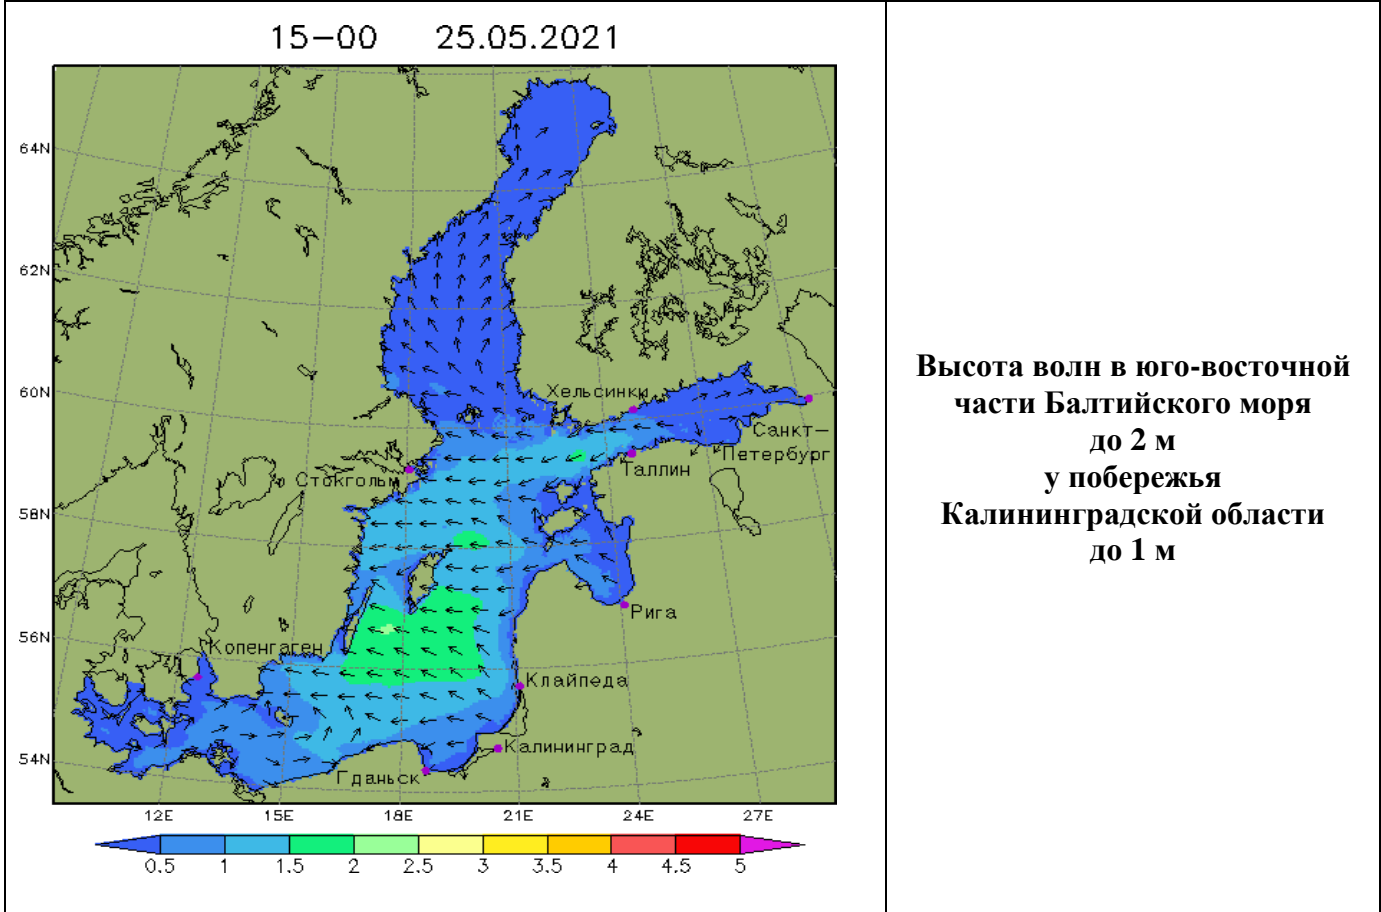 15-00 25.05.2021
64N
62N
60N
58N
56N
54N
Хельсинки
Санкт-
Петербург
Таллин
Стокгольм
Рига
Копенгаген
Клайпеда
Калининград
Гданьск
12E 15E 18E 21E 24E 27E
0.5 1 1.5 2 2.5 3 3.5 4 4.5 5
Высота волн в юго-восточной
части Балтийского моря
до 2 м
у побережья
Калининградской области
до 1 м